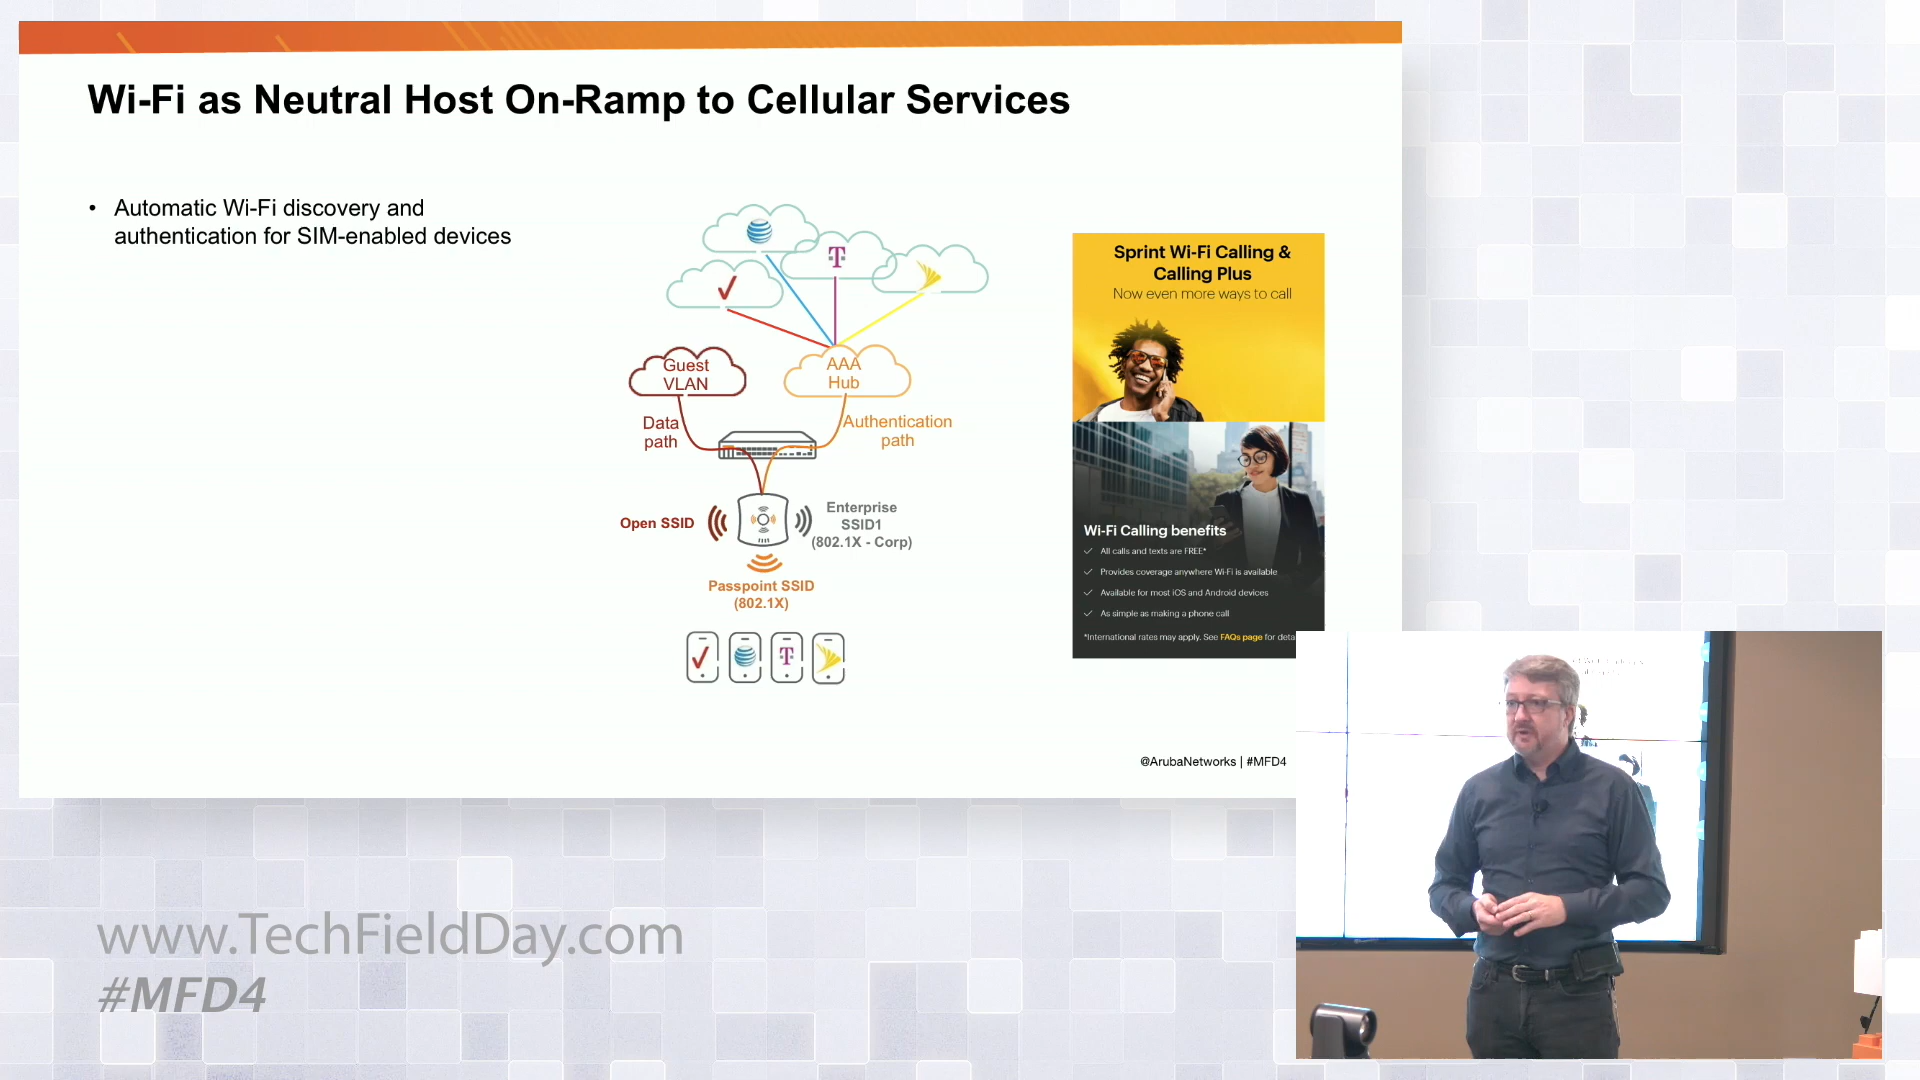 Wi-Fi as Neutral Host On-Ramp to Cellular Services
• Automatic Wi-Fi discovery and
authentication for SIM-enabled devices
T
Guest
VLAN
AAA
Hub
Data
path
Authentication
path
Open SSID
Enterprise
SSID1
(802.1X - Corp)
Passpoint SSID
(802.1X)
T
Sprint Wi-Fi Calling &
Calling Plus
Now even more ways to call
Wi-Fi Calling benefits
All calls and texts are FREE*
Provides coverage anywhere Wi-Fi is available
Available for most iOS and Android devices
As simple as making a phone call
*International rates may apply. See FAQs page for deta
@ArubaNetworks | #MFD4
www.TechFieldDay.com
#MFD4